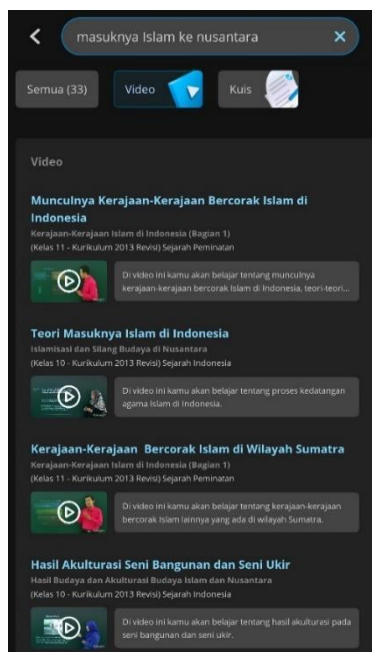 masuknya Islam ke nusantara
Semua (33)
Video
Kuis
Video
Munculnya Kerajaan-Kerajaan Bercorak Islam di
Indonesia
Kerajaan-Kerajaan Islam di Indonesia (Bagian 1)
(Kelas 11 - Kurikulum 2013 Revisi) Sejarah Peminatan
Di video ini kamu akan belajar tentang munculnya
kerajaan-kerajaan bercorak Islam di Indonesia, teori-teori...
Teori Masuknya Islam di Indonesia
Islamisasi dan Silang Budaya di Nusantara
(Kelas 10 - Kurikulum 2013 Revisi) Sejarah Indonesia
Di video ini kamu akan belajar tentang proses kedatangan
agama Islam di Indonesia.
Kerajaan-Kerajaan Bercorak Islam di Wilayah Sumatra
Kerajaan-Kerajaan Islam di Indonesia (Bagian 1)
(Kelas 11 - Kurikulum 2013 Revisi) Sejarah Peminatan
Di video ini kamu akan belajar tentang kerajaan-kerajaan
bercorak Islam lainnya yang ada di wilayah Sumatra.
Hasil Akulturasi Seni Bangunan dan Seni Ukir
Hasil Budaya dan Akulturasi Budaya Islam dan Nusantara
(Kelas 10 - Kurikulum 2013 Revisi) Sejarah Indonesia
Di video ini kamu akan belajar tentang hasil akulturasi pada
seni bangunan dan seni ukir.